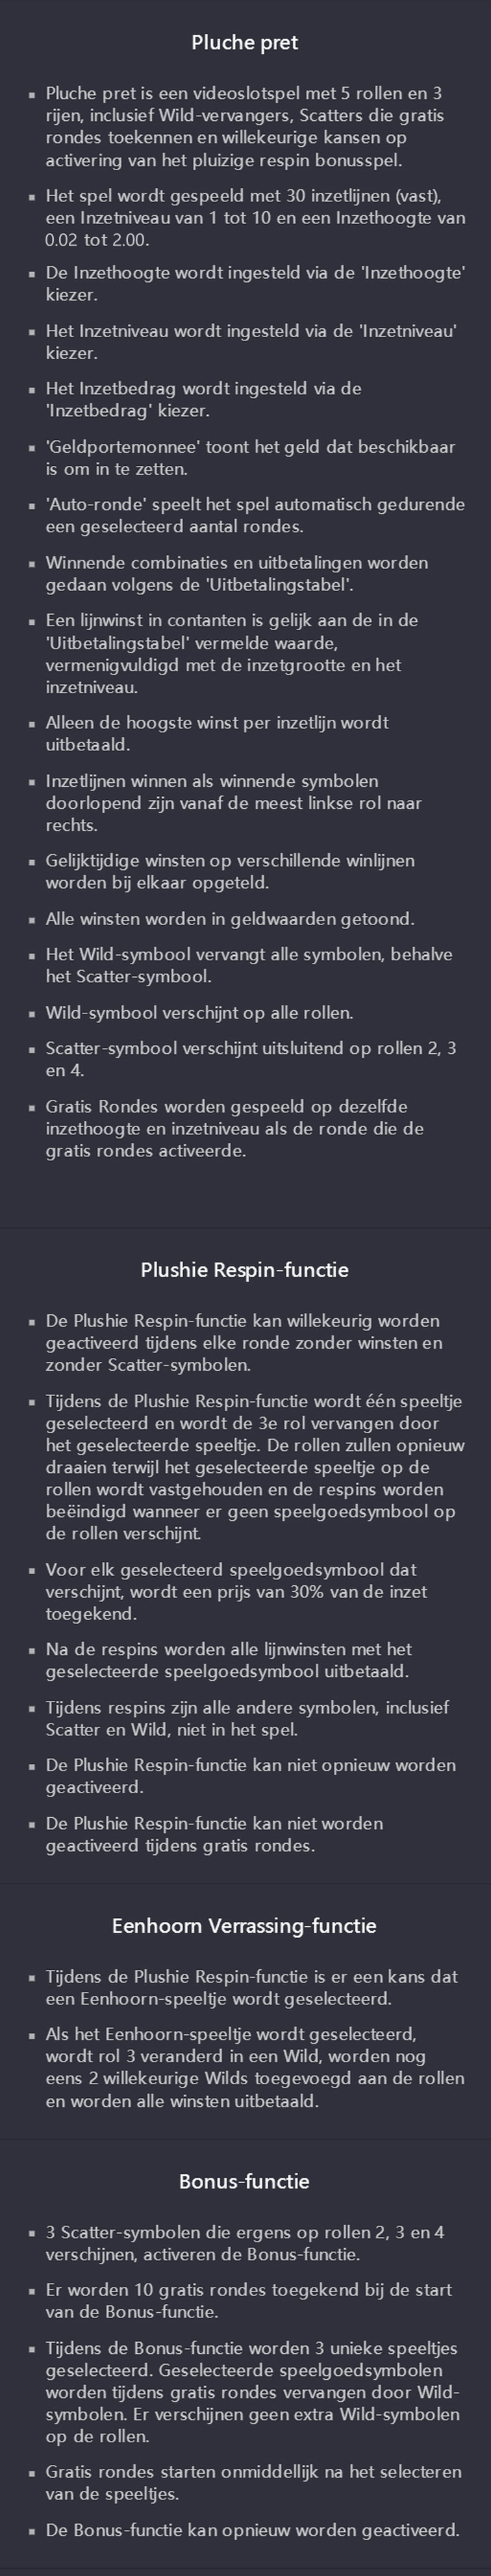 Pluche pret
▪ Pluche pret is een videoslotspel met 5 rollen en 3
rijen, inclusief Wild-vervangers, Scatters die gratis
rondes toekennen en willekeurige kansen op
activering van het pluizige respin bonusspel.
▪ Het spel wordt gespeeld met 30 inzetlijnen (vast),
een Inzetniveau van 1 tot 10 en een Inzethoogte van
0.02 tot 2.00.
▪ De Inzethoogte wordt ingesteld via de 'Inzethoogte'
kiezer.
▪ Het Inzetniveau wordt ingesteld via de 'Inzetniveau'
kiezer.
▪ Het Inzetbedrag wordt ingesteld via de
'Inzetbedrag' kiezer.
▪ 'Geldportemonnee' toont het geld dat beschikbaar
is om in te zetten.
▪ 'Auto-ronde' speelt het spel automatisch gedurende
een geselecteerd aantal rondes.
▪ Winnende combinaties en uitbetalingen worden
gedaan volgens de 'Uitbetalingstabel'.
▪ Een lijnwinst in contanten is gelijk aan de in de
'Uitbetalingstabel' vermelde waarde,
vermenigvuldigd met de inzetgrootte en het
inzetniveau.
▪ Alleen de hoogste winst per inzetlijn wordt
uitbetaald.
▪ Inzetlijnen winnen als winnende symbolen
doorlopend zijn vanaf de meest linkse rol naar
rechts.
▪ Gelijktijdige winsten op verschillende winlijnen
worden bij elkaar opgeteld.
▪ Alle winsten worden in geldwaarden getoond.
▪ Het Wild-symbool vervangt alle symbolen, behalve
het Scatter-symbool.
▪ Wild-symbool verschijnt op alle rollen.
▪ Scatter-symbool verschijnt uitsluitend op rollen 2, 3
en 4.
▪ Gratis Rondes worden gespeeld op dezelfde
inzethoogte en inzetniveau als de ronde die de
gratis rondes activeerde.
Plushie Respin-functie
▪ De Plushie Respin-functie kan willekeurig worden
geactiveerd tijdens elke ronde zonder winsten en
zonder Scatter-symbolen.
▪ Tijdens de Plushie Respin-functie wordt één speeltje
geselecteerd en wordt de 3e rol vervangen door
het geselecteerde speeltje. De rollen zullen opnieuw
draaien terwijl het geselecteerde speeltje op de
rollen wordt vastgehouden en de respins worden
beëindigd wanneer er geen speelgoedsymbool op
de rollen verschijnt.
▪ Voor elk geselecteerd speelgoedsymbool dat
verschijnt, wordt een prijs van 30% van de inzet
toegekend.
▪ Na de respins worden alle lijnwinsten met het
geselecteerde speelgoedsymbool uitbetaald.
▪ Tijdens respins zijn alle andere symbolen, inclusief
Scatter en Wild, niet in het spel.
▪ De Plushie Respin-functie kan niet opnieuw worden
geactiveerd.
▪ De Plushie Respin-functie kan niet worden
geactiveerd tijdens gratis rondes.
Eenhoorn Verrassing-functie
▪ Tijdens de Plushie Respin-functie is er een kans dat
een Eenhoorn-speeltje wordt geselecteerd.
▪ Als het Eenhoorn-speeltje wordt geselecteerd,
wordt rol 3 veranderd in een Wild, worden nog
eens 2 willekeurige Wilds toegevoegd aan de rollen
en worden alle winsten uitbetaald.
Bonus-functie
▪ 3 Scatter-symbolen die ergens op rollen 2, 3 en 4
verschijnen, activeren de Bonus-functie.
▪ Er worden 10 gratis rondes toegekend bij de start
van de Bonus-functie.
▪ Tijdens de Bonus-functie worden 3 unieke speeltjes
geselecteerd. Geselecteerde speelgoedsymbolen
worden tijdens gratis rondes vervangen door Wild-
symbolen. Er verschijnen geen extra Wild-symbolen
op de rollen.
▪ Gratis rondes starten onmiddellijk na het selecteren
van de speeltjes.
▪ De Bonus-functie kan opnieuw worden geactiveerd.